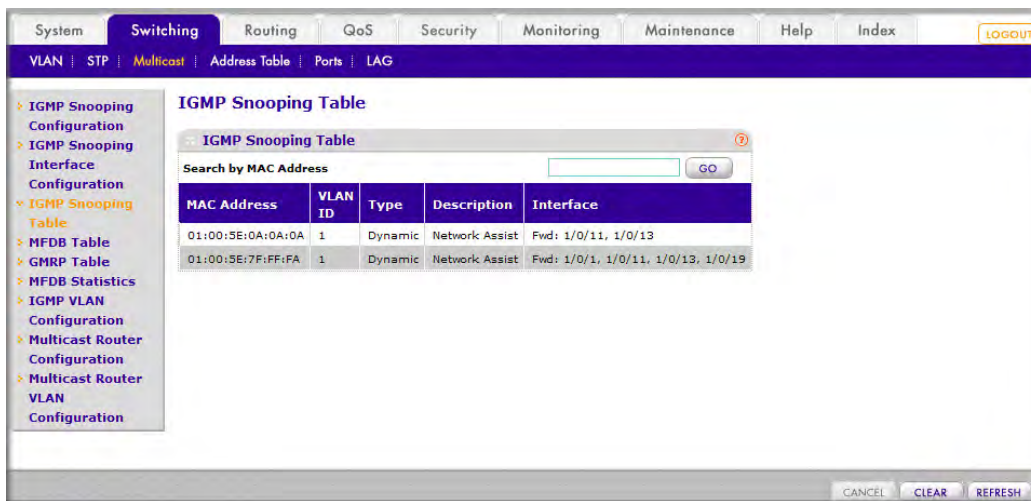 System Switching Routing QoS Security Monitoring Maintenance Help Index LOGOUT
VLAN | STP | Multicast | Address Table | Ports | LAG
IGMP Snooping
Configuration
IGMP Snooping
Interface
Configuration
IGMP Snooping
Table
MFDB Table
GMRP Table
MFDB Statistics
IGMP VLAN
Configuration
Multicast Router
Configuration
Multicast Router
VLAN
Configuration
IGMP Snooping Table
IGMP Snooping Table ?
Search by MAC Address GO
MAC Address VLAN ID Type Description Interface
01:00:5E:0A:0A:0A 1 Dynamic Network Assist Fwd: 1/0/11, 1/0/13
01:00:5E:7F:FF:FA 1 Dynamic Network Assist Fwd: 1/0/1, 1/0/11, 1/0/13, 1/0/19
CANCEL CLEAR REFRESH